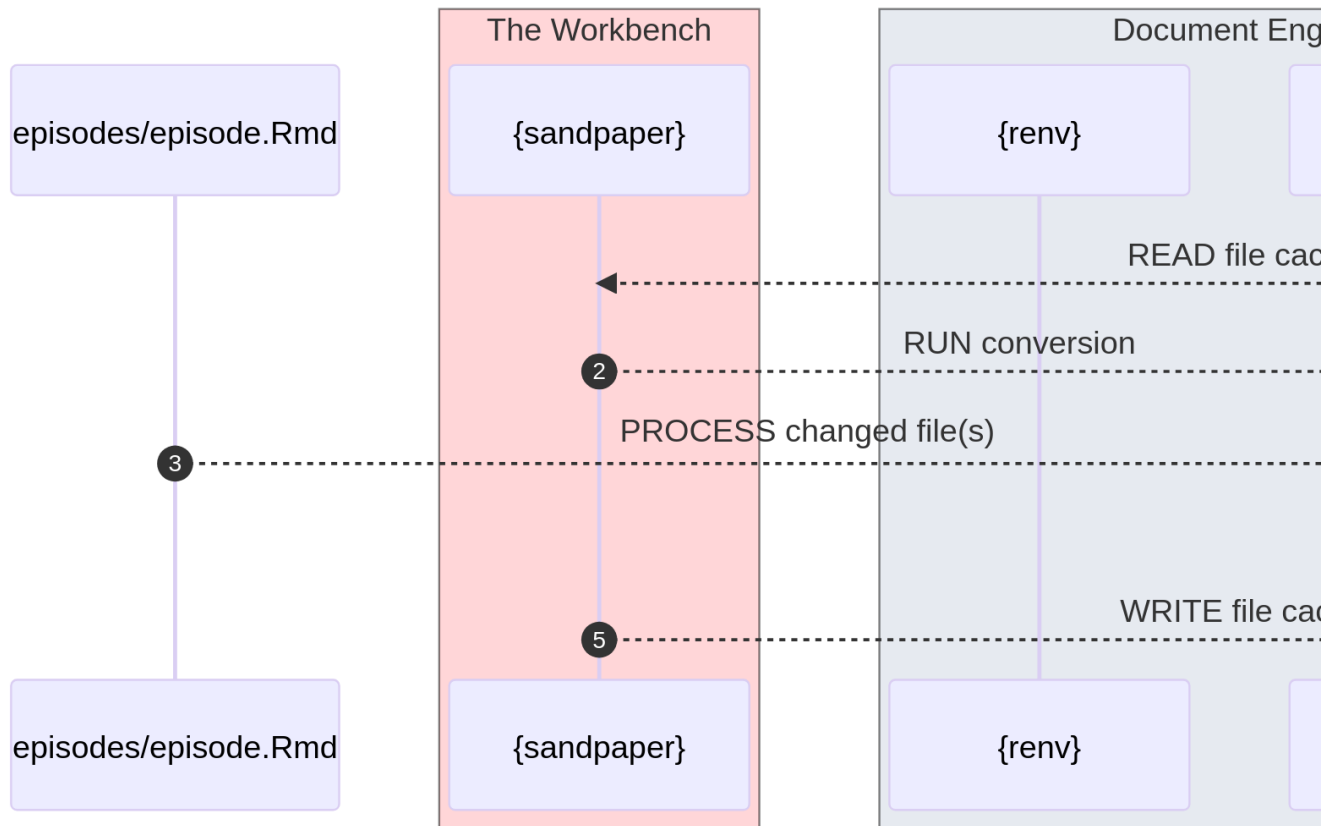 The Workbench
Document Eng
episodes/episode.Rmd
{sandpaper}
{renv}
READ file cac
RUN conversion
2
PROCESS changed file(s)
3
WRITE file cac
5
episodes/episode.Rmd
{sandpaper}
{renv}